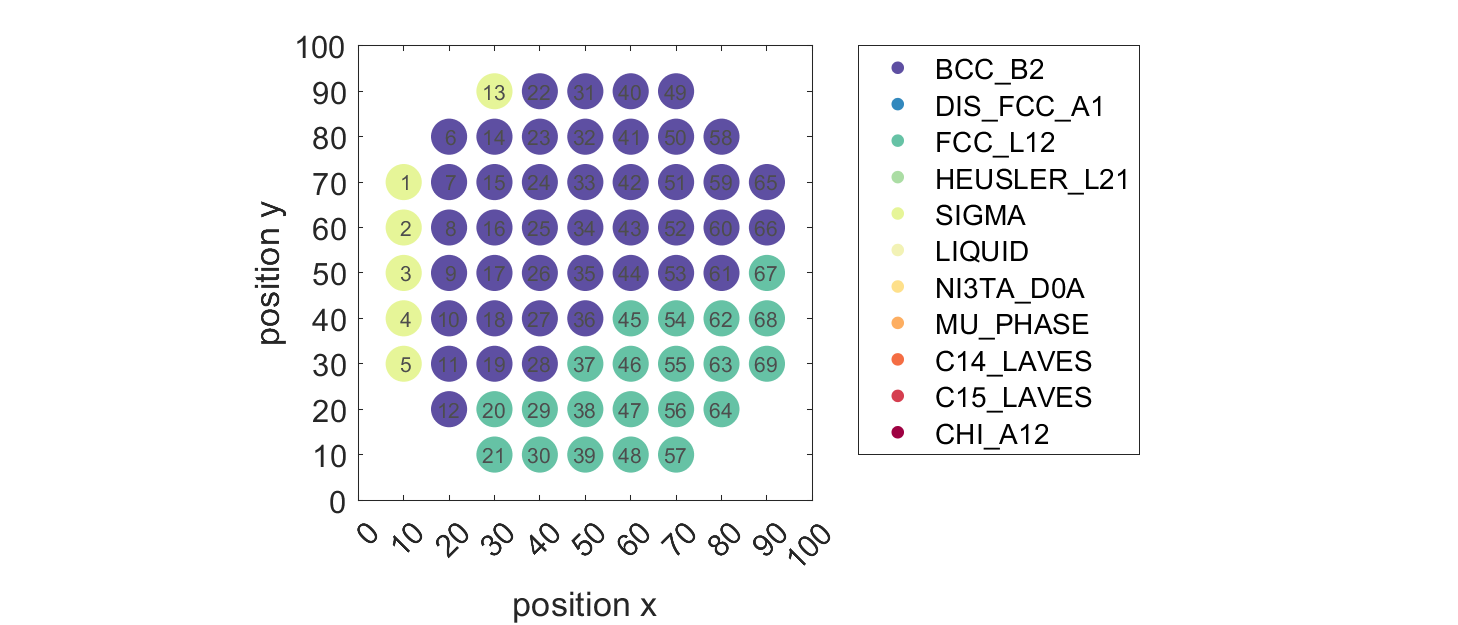 100
90
80
70
60
50
40
30
20
10
0
position y
13 22 31 40 49
6 14 23 32 41 50 58
1 7 15 24 33 42 51 59 65
2 8 16 25 34 43 52 60 66
3 9 17 26 35 44 53 61 67
4 10 18 27 36 45 54 62 68
5 11 19 28 37 46 55 63 69
12 20 29 38 47 56 64
21 30 39 48 57
0 10 20 30 40 50 60 70 80 90 100
position x
BCC_B2
DIS_FCC_A1
FCC_L12
HEUSLER_L21
SIGMA
LIQUID
NI3TA_D0A
MU_PHASE
C14_LAVES
C15_LAVES
CHI_A12